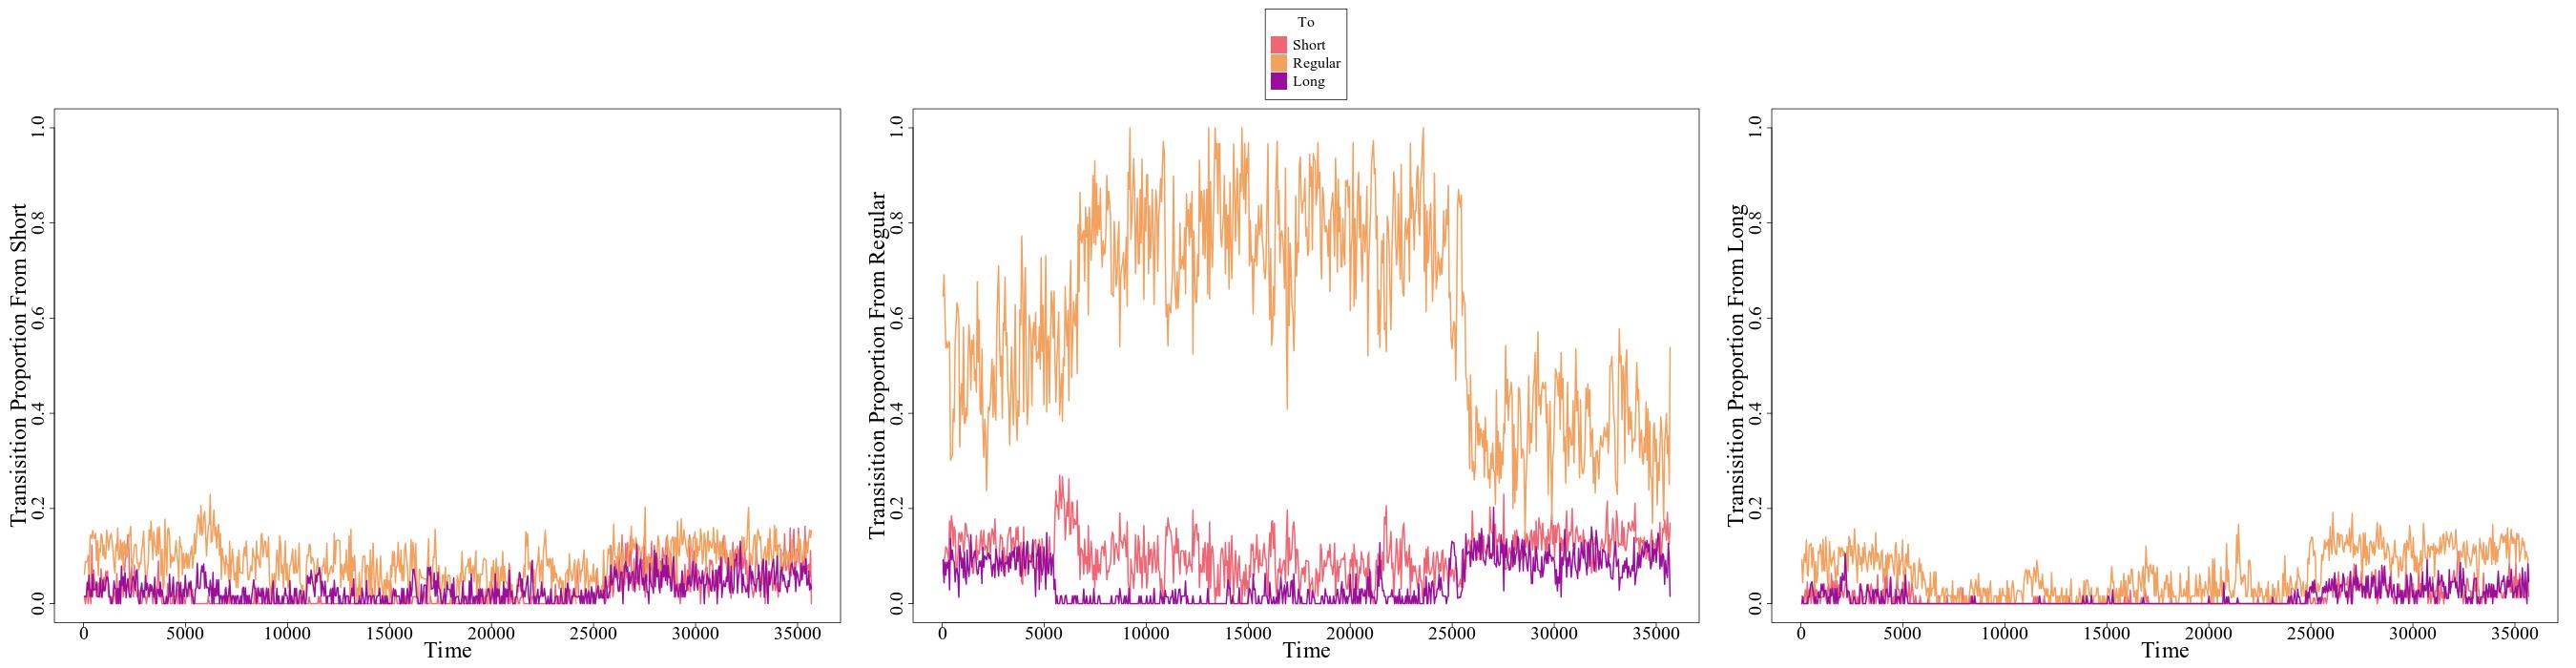 To
Short
Regular
Long
Transisition Proportion From Short
0.0 0.2 0.4 0.6 0.8 1.0
0 5000 10000 15000 20000 25000 30000 35000
Time
Transisition Proportion From Regular
0.0 0.2 0.4 0.6 0.8 1.0
0 5000 10000 15000 20000 25000 30000 35000
Time
Transisition Proportion From Long
0.0 0.2 0.4 0.6 0.8 1.0
0 5000 10000 15000 20000 25000 30000 35000
Time